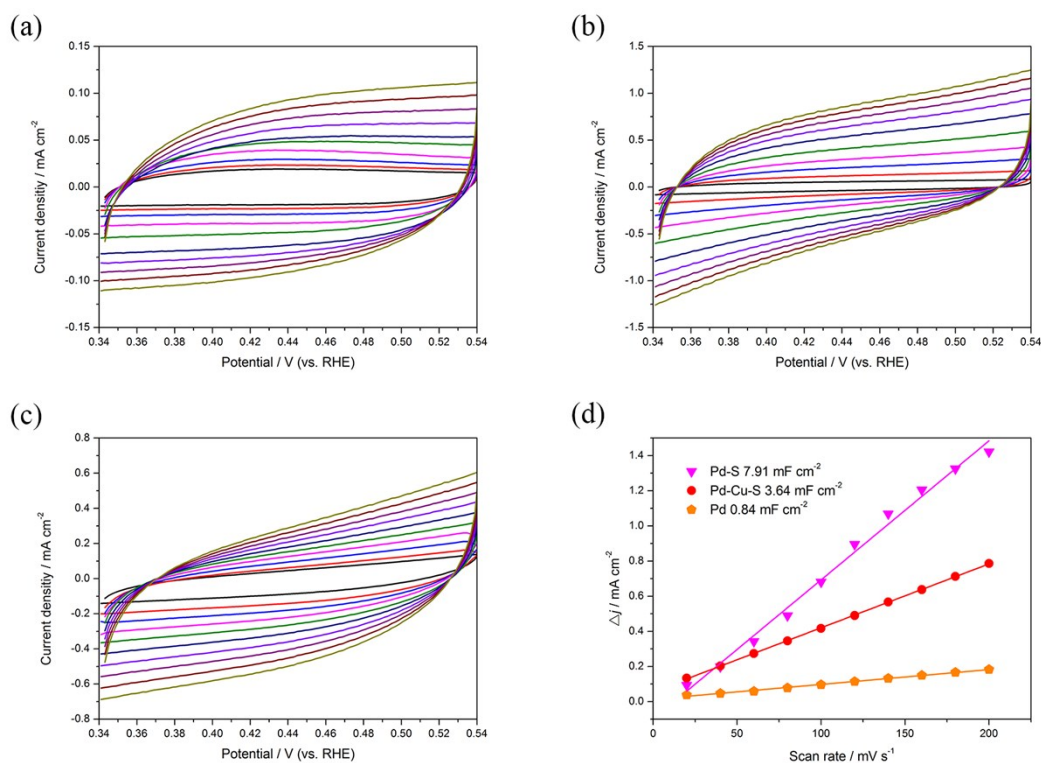 (a)
0.15
0.10
0.05
0.00
-0.05
-0.10
-0.15
Current densitiy / mA cm⁻²
0.34 0.36 0.38 0.40 0.42 0.44 0.46 0.48 0.50 0.52 0.54
Potential / V (vs. RHE)
(b)
1.5
1.0
0.5
0.0
-0.5
-1.0
-1.5
Current densitiy / mA cm⁻²
0.34 0.36 0.38 0.40 0.42 0.44 0.46 0.48 0.50 0.52 0.54
Potential / V (vs. RHE)
(c)
0.8
0.6
0.4
0.2
0.0
-0.2
-0.4
-0.6
-0.8
Current densitiy / mA cm⁻²
0.34 0.36 0.38 0.40 0.42 0.44 0.46 0.48 0.50 0.52 0.54
Potential / V (vs. RHE)
(d)
1.4
1.2
1.0
0.8
0.6
0.4
0.2
0.0
△j / mA cm⁻²
Pd-S 7.91 mF cm⁻²
Pd-Cu-S 3.64 mF cm⁻²
Pd 0.84 mF cm⁻²
0 50 100 150 200
Scan rate / mV s⁻¹